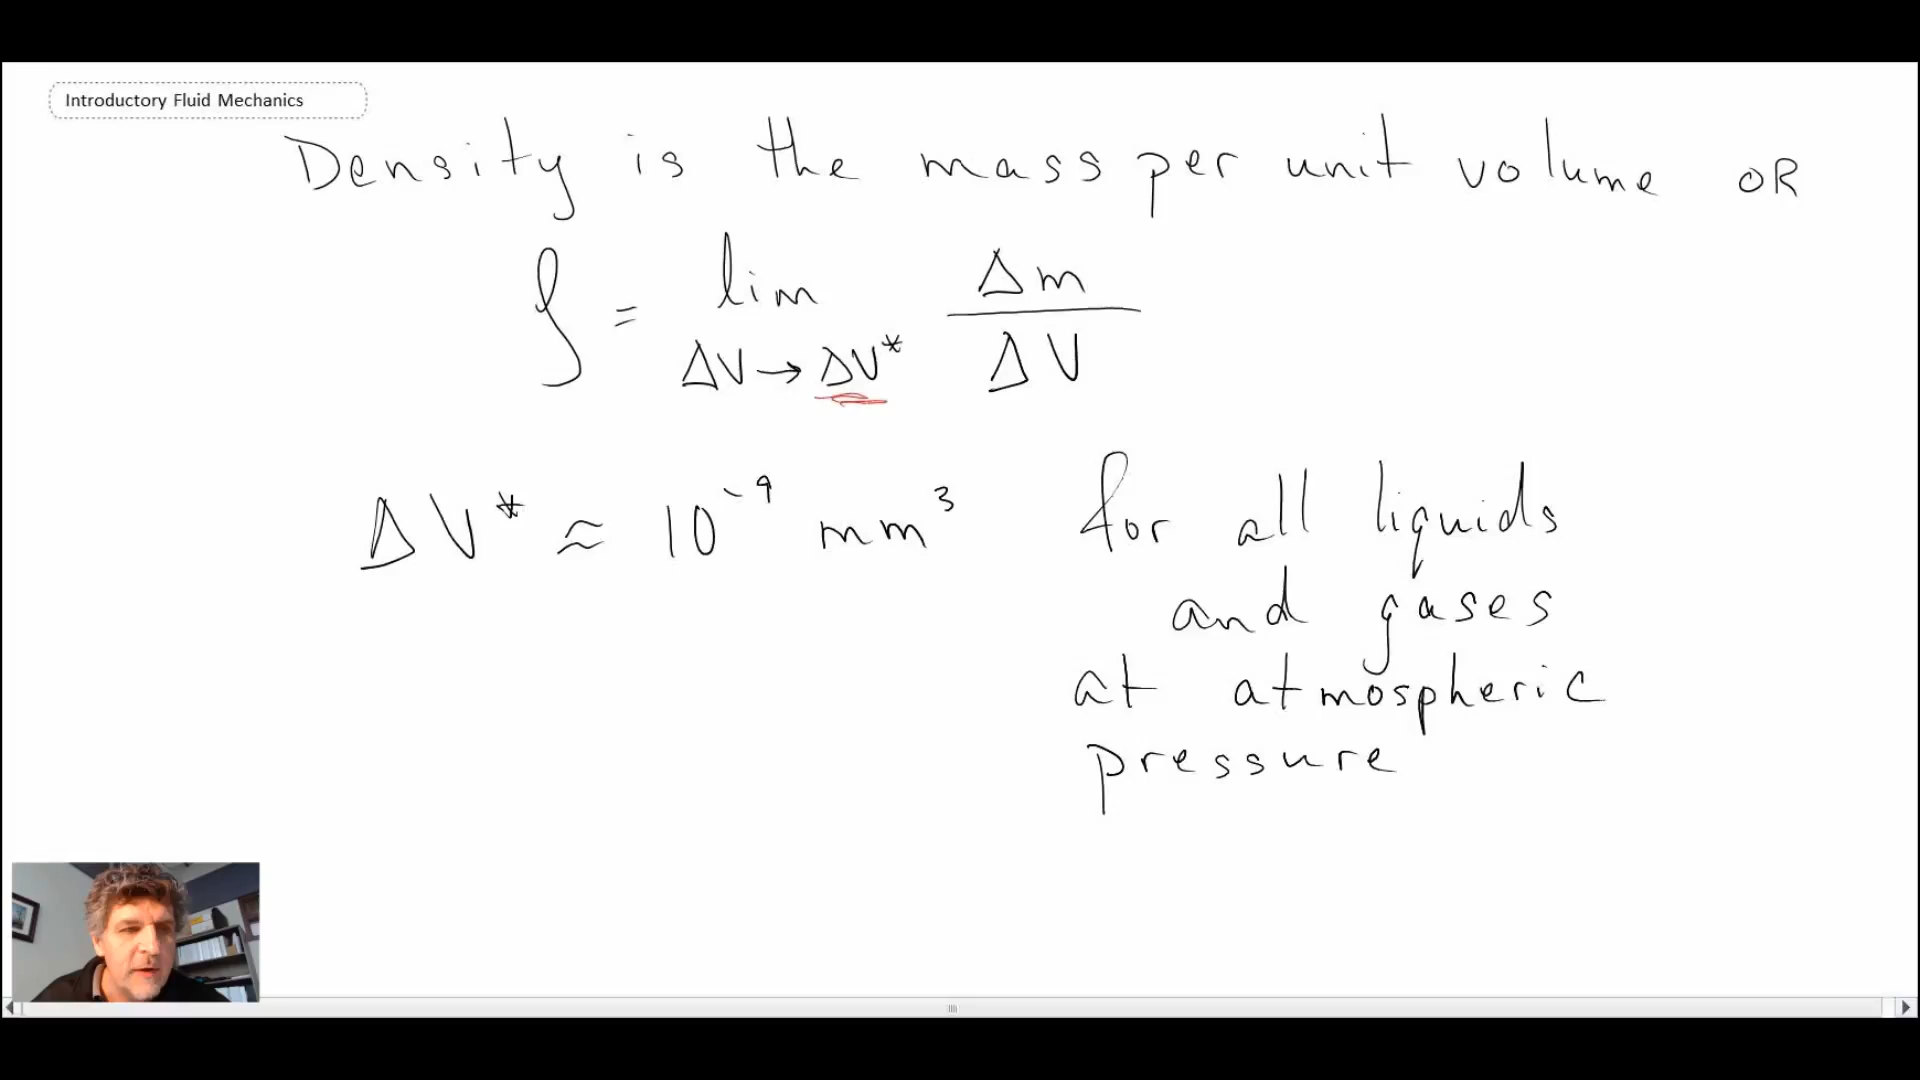 Introductory Fluid Mechanics
Density is the mass per unit volume OR
ρ = lim Δm / ΔV
ΔV → ΔV*
ΔV* ≈ 10⁻⁹ mm³ for all liquids
and gases
at atmospheric
pressure